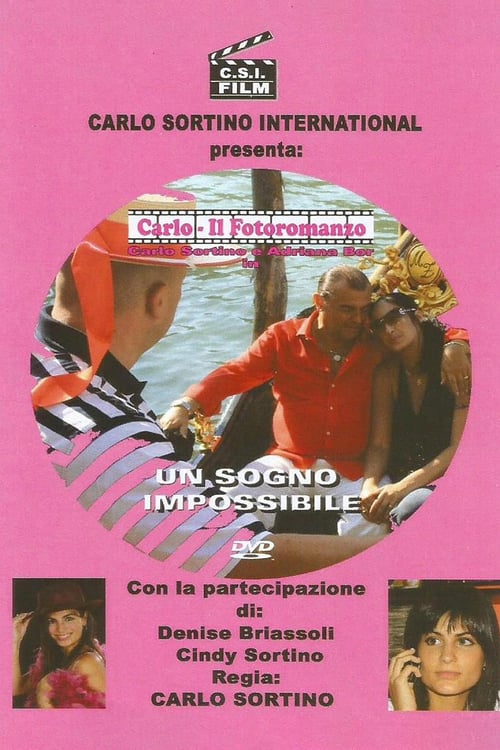 C.S.I.
FILM
CARLO SORTINO INTERNATIONAL
presenta:
Carlo - Il Fotoromanzo
Carlo Sortino e Adriana Bor
in
UN SOGNO
IMPOSSIBILE
DVD
Con la partecipazione
di:
Denise Briassoli
Cindy Sortino
Regia:
CARLO SORTINO